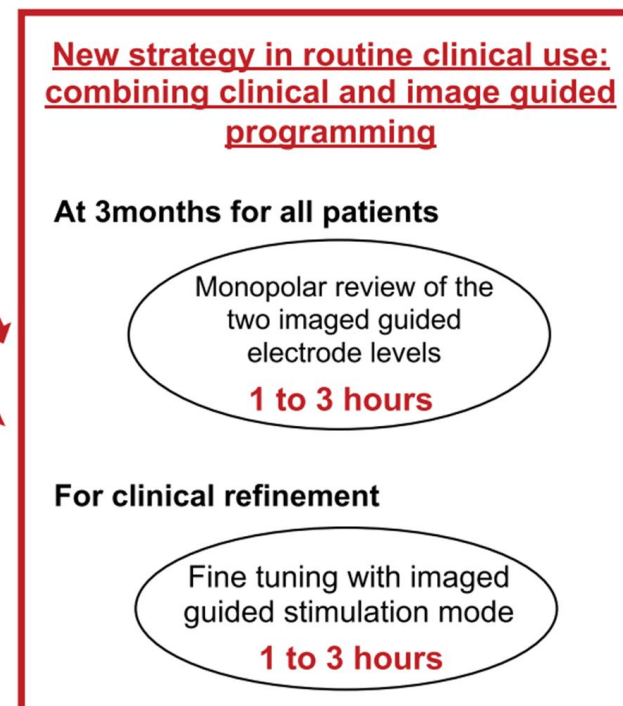 New strategy in routine clinical use:
combining clinical and image guided
programming
At 3months for all patients
Monopolar review of the
two imaged guided
electrode levels
1 to 3 hours
For clinical refinement
Fine tuning with imaged
guided stimulation mode
1 to 3 hours